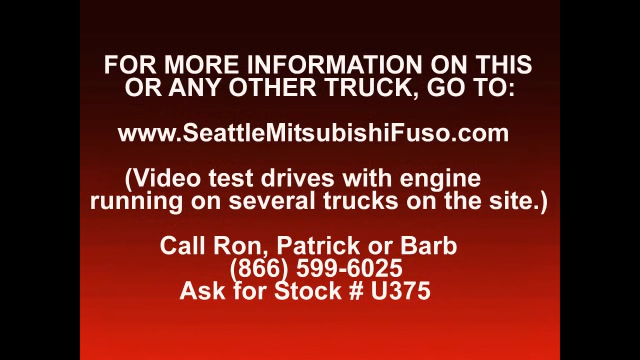 FOR MORE INFORMATION ON THIS
OR ANY OTHER TRUCK, GO TO:
www.SeattleMitsubishiFuso.com
(Video test drives with engine
running on several trucks on the site.)
Call Ron, Patrick or Barb
(866) 599-6025
Ask for Stock # U375